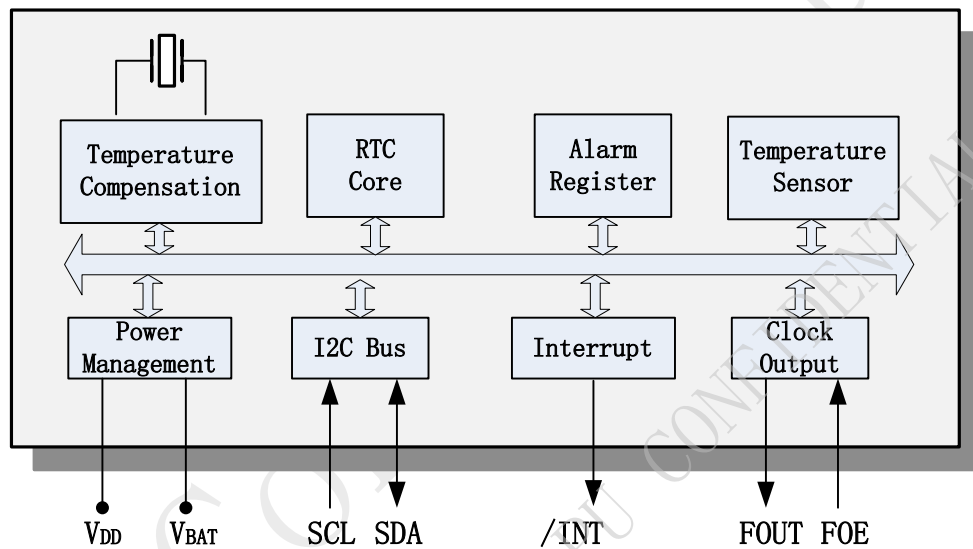 Temperature
Compensation
RTC
Core
Alarm
Register
Temperature
Sensor
Power
Management
I2C Bus
Interrupt
Clock
Output
VDD
VBAT
SCL
SDA
/INT
FOUT
FOE
CONFIDENTIAL